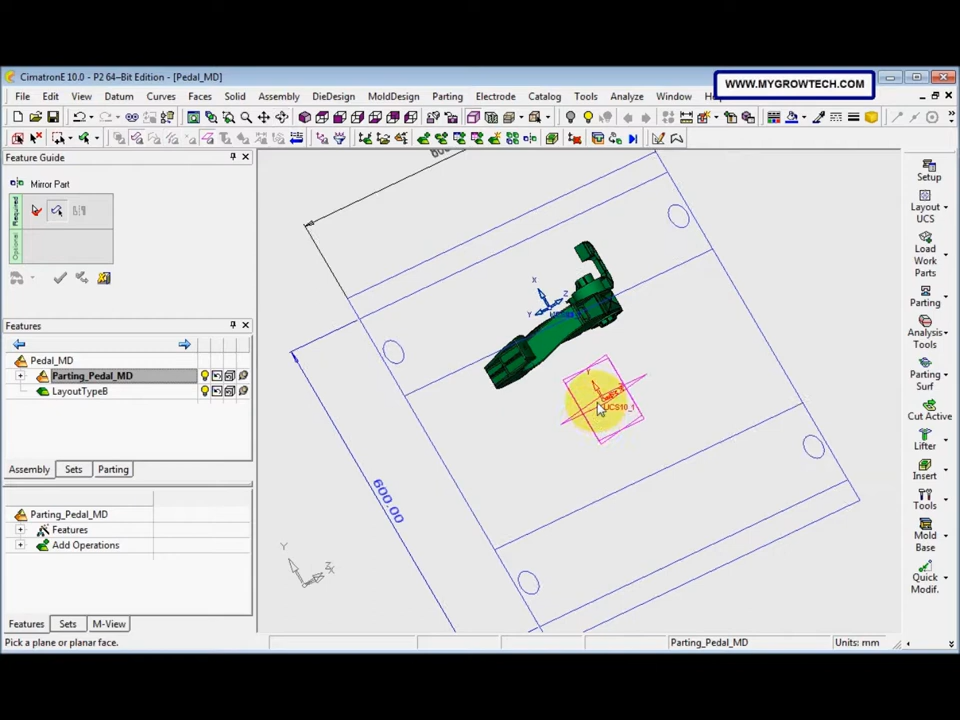 CimatronE 10.0 - P2 64-Bit Edition - [Pedal_MD]
WWW.MYGROWTECH.COM
File Edit View Datum Curves Faces Solid Assembly DieDesign MoldDesign Parting Electrode Catalog Tools Analyze Window
Feature Guide
Mirror Part
Required
Optional
Features
Pedal_MD
Parting_Pedal_MD
LayoutTypeB
Assembly Sets Parting
Parting_Pedal_MD
Features
Add Operations
Features Sets M-View
Pick a plane or planar face.
Parting_Pedal_MD
Units: mm
X
Z
Y
Y
UCS10_1
600.00
Y
Setup
Layout
UCS
Load
Work
Parts
Parting
Analysis
Tools
Parting
Surf
Cut Active
Lifter
Insert
Tools
Mold
Base
Quick
Modif.